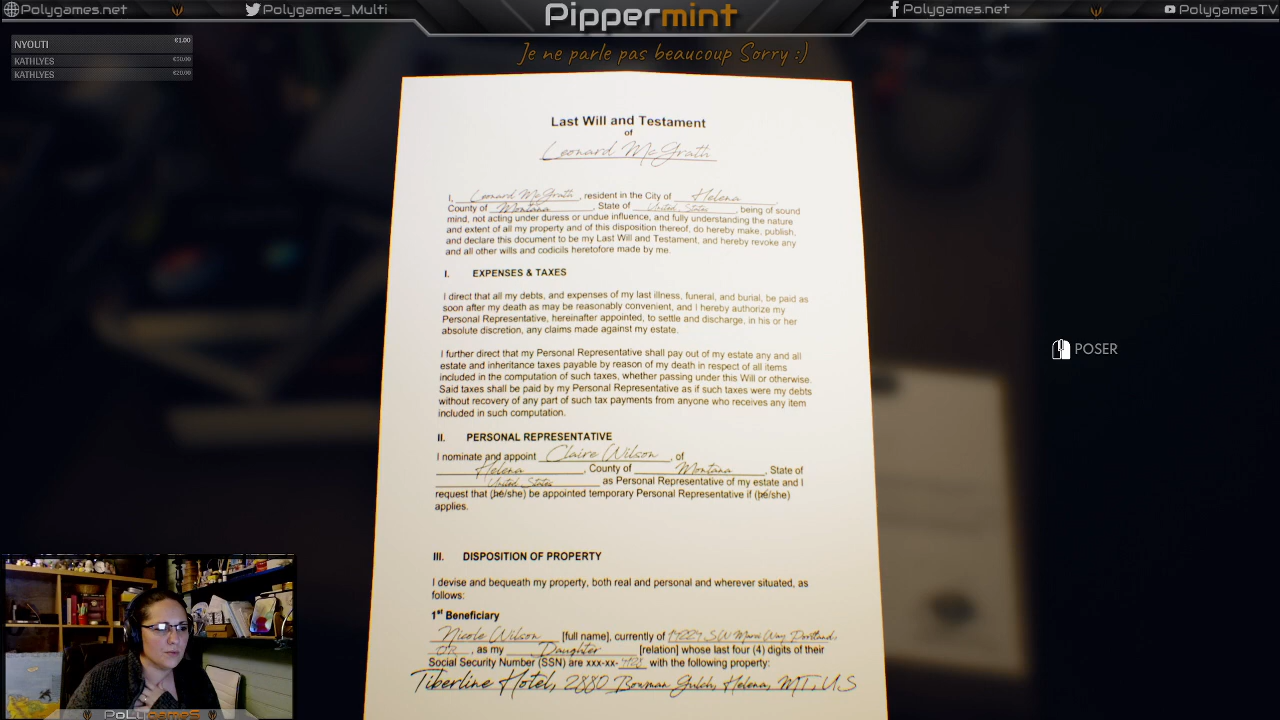 Polygames.net
Polygames_Multi
Pippermint
Polygames.net
PolygamesTV
NYOUTI €1.00
KATHLYES
KATHLYES €20.00
Je ne parle pas beaucoup Sorry :)
Last Will and Testament
of
Leonard McGrath
I, Leonard McGrath, resident in the City of Helena
County of Montana, State of United States, being of sound
mind, not acting under duress or undue influence, and fully understanding the nature
and extent of all my property and of this disposition thereof, do hereby make, publish,
and declare this document to be my Last Will and Testament, and hereby revoke any
and all other wills and codicils heretofore made by me.
I. EXPENSES & TAXES
I direct that all my debts, and expenses of my last illness, funeral, and burial, be paid as
soon after my death as may be reasonably convenient, and I hereby authorize my
Personal Representative, hereinafter appointed, to settle and discharge, in his or her
absolute discretion, any claims made against my estate.
I further direct that my Personal Representative shall pay out of my estate any and all
estate and inheritance taxes payable by reason of my death in respect of all items
included in the computation of such taxes, whether passing under this Will or otherwise.
Said taxes shall be paid by my Personal Representative as if such taxes were my debts
without recovery of any part of such tax payments from anyone who receives any item
included in such computation.
II. PERSONAL REPRESENTATIVE
I nominate and appoint Claire Wilson, of
Helena, County of Montana, State of
United States as Personal Representative of my estate and I
request that (he/she) be appointed temporary Personal Representative if (he/she)
applies.
III. DISPOSITION OF PROPERTY
I devise and bequeath my property, both real and personal and wherever situated, as
follows:
1st Beneficiary
Nicole Wilson [full name], currently of SW Marci Way Portland,
OR, as my Daughter [relation] whose last four (4) digits of their
Social Security Number (SSN) are xxx-xx- with the following property:
Tiberline Hotel, 2880 Bowman Gulch, Helena, MT, US
POSER
PolygameS